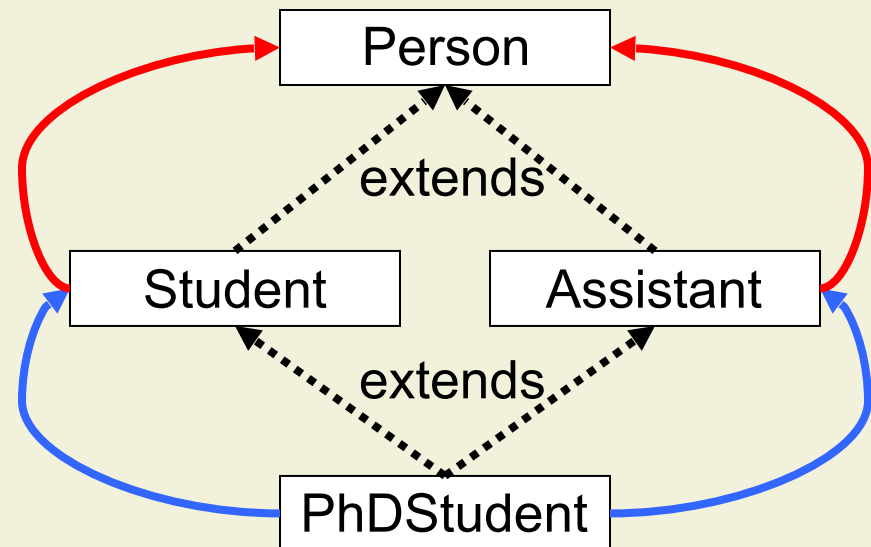 Person
extends
Student
Assistant
extends
PhDStudent